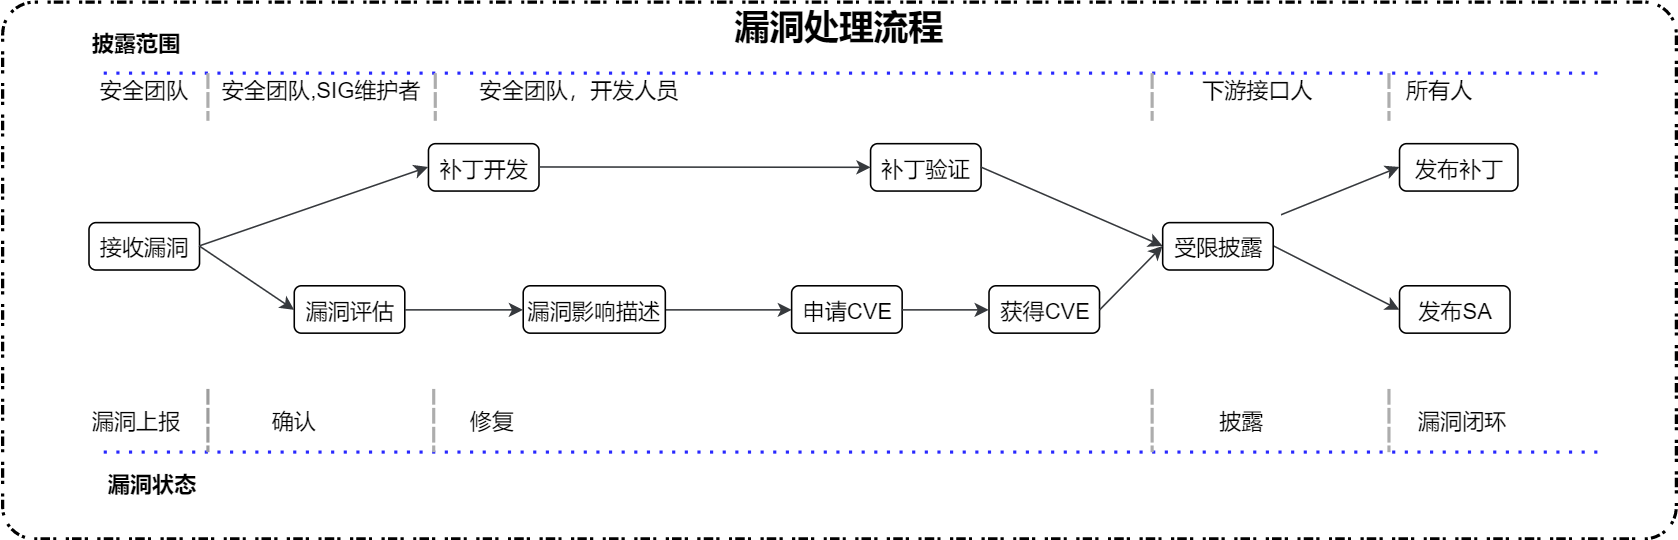 漏洞处理流程
披露范围
安全团队
安全团队,SIG维护者
安全团队，开发人员
下游接口人
所有人
补丁开发
补丁验证
发布补丁
接收漏洞
受限披露
漏洞评估
漏洞影响描述
申请CVE
获得CVE
发布SA
漏洞上报
确认
修复
披露
漏洞闭环
漏洞状态